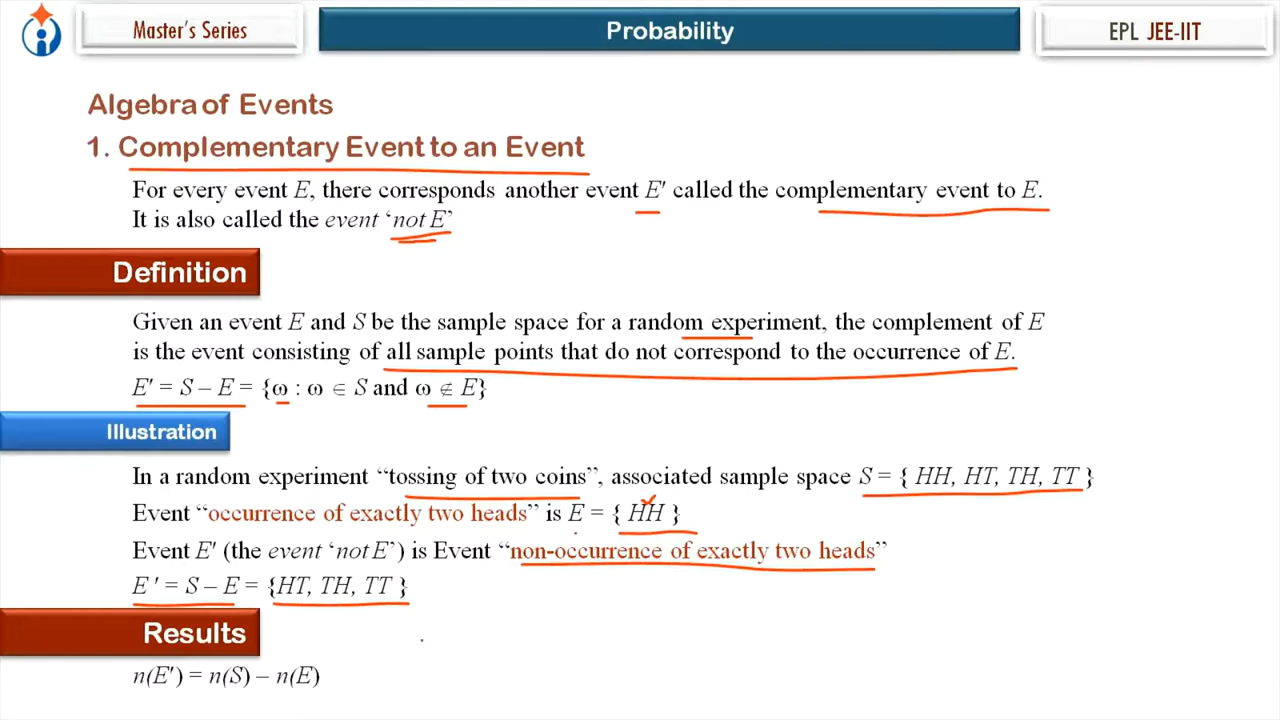 Master's Series
Probability
EPL JEE-IIT
Algebra of Events
1. Complementary Event to an Event
For every event E, there corresponds another event E′ called the complementary event to E.
It is also called the event ‘not E’
Definition
Given an event E and S be the sample space for a random experiment, the complement of E
is the event consisting of all sample points that do not correspond to the occurrence of E.
E′ = S – E = {ω : ω ∈ S and ω ∉ E}
Illustration
In a random experiment “tossing of two coins”, associated sample space S = { HH, HT, TH, TT }
Event “occurrence of exactly two heads” is E = { HH }
Event E′ (the event ‘not E’) is Event “non-occurrence of exactly two heads”
E ′ = S – E = {HT, TH, TT }
Results
n(E′) = n(S) – n(E)